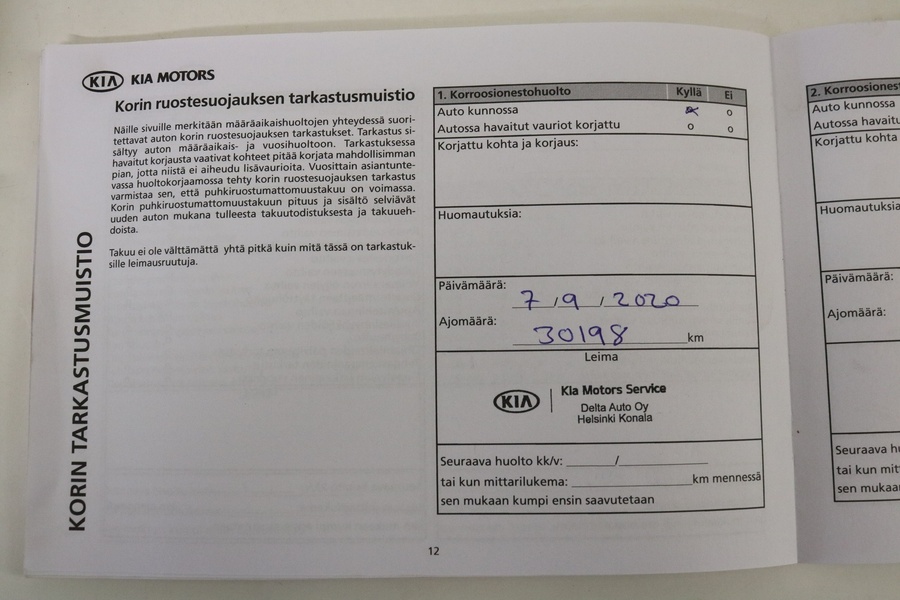 KIA KIA MOTORS
Korin ruostesuojauksen tarkastusmuistio
Näille sivuille merkitään määräaikaishuoltojen yhteydessä suori-
tettavat auton korin ruostesuojauksen tarkastukset. Tarkastus si-
sältyy auton määräaikais- ja vuosihuoltoon. Tarkastuksessa
havaitut korjausta vaativat kohteet pitää korjata mahdollisimman
pian, jotta niistä ei aiheudu lisävaurioita. Vuosittain asiantunte-
vassa huoltokorjaamossa tehty korin ruostesuojauksen tarkastus
varmistaa sen, että puhkiruostumattomuustakuu on voimassa.
Korin puhkiruostumattomuustakuun pituus ja sisältö selviävät
uuden auton mukana tulleesta takuutodistuksesta ja takuueh-
doista.
Takuu ei ole välttämättä yhtä pitkä kuin mitä tässä on tarkastuk-
sille leimausruutuja.
KORIN TARKASTUSMUISTIO
1. Korroosionestohuolto Kyllä Ei
Auto kunnossa x o
Autossa havaitut vauriot korjattu o o
Korjattu kohta ja korjaus:
Huomautuksia:
Päivämäärä:
7 / 9 / 2020
Ajomäärä:
30198 km
Leima
KIA Kia Motors Service
Delta Auto Oy
Helsinki Konala
Seuraava huolto kk/v: ______/____________
tai kun mittarilukema: ________________km mennessä
sen mukaan kumpi ensin saavutetaan
12
2. Korroosionest
Auto kunnossa
Autossa havaitu
Korjattu kohta
Huomautuksia
Päivämäärä:
Ajomäärä:
Seuraava hu
tai kun mit
sen mukaa